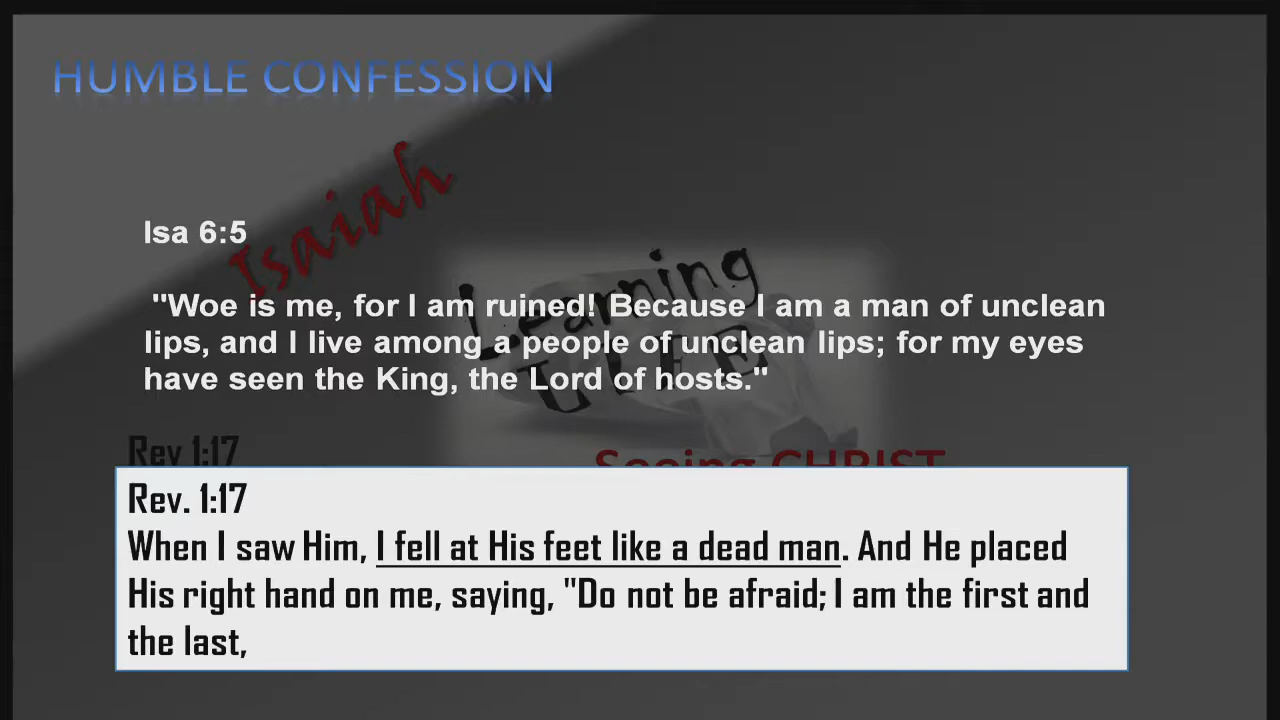 HUMBLE CONFESSION
Isaiah
Isa 6:5
Learning
LIFE
"Woe is me, for I am ruined! Because I am a man of unclean
lips, and I live among a people of unclean lips; for my eyes
have seen the King, the Lord of hosts."
Rev 1:17
Seeing CHRIST
Rev. 1:17
When I saw Him, I fell at His feet like a dead man. And He placed
His right hand on me, saying, "Do not be afraid; I am the first and
the last,